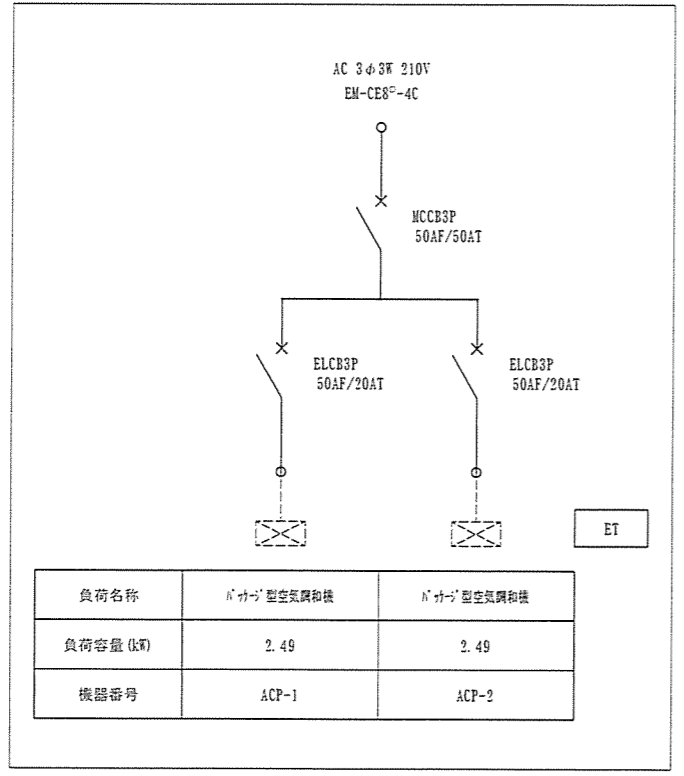 AC 3φ3W 210V
EM-CE8□-4C
MCCB3P
50AF/50AT
ELCB3P
50AF/20AT
ELCB3P
50AF/20AT
ET
負荷名称 ﾊﾟｯｹｰｼﾞ型空気調和機 ﾊﾟｯｹｰｼﾞ型空気調和機
負荷容量(kW) 2.49 2.49
機器番号 ACP-1 ACP-2